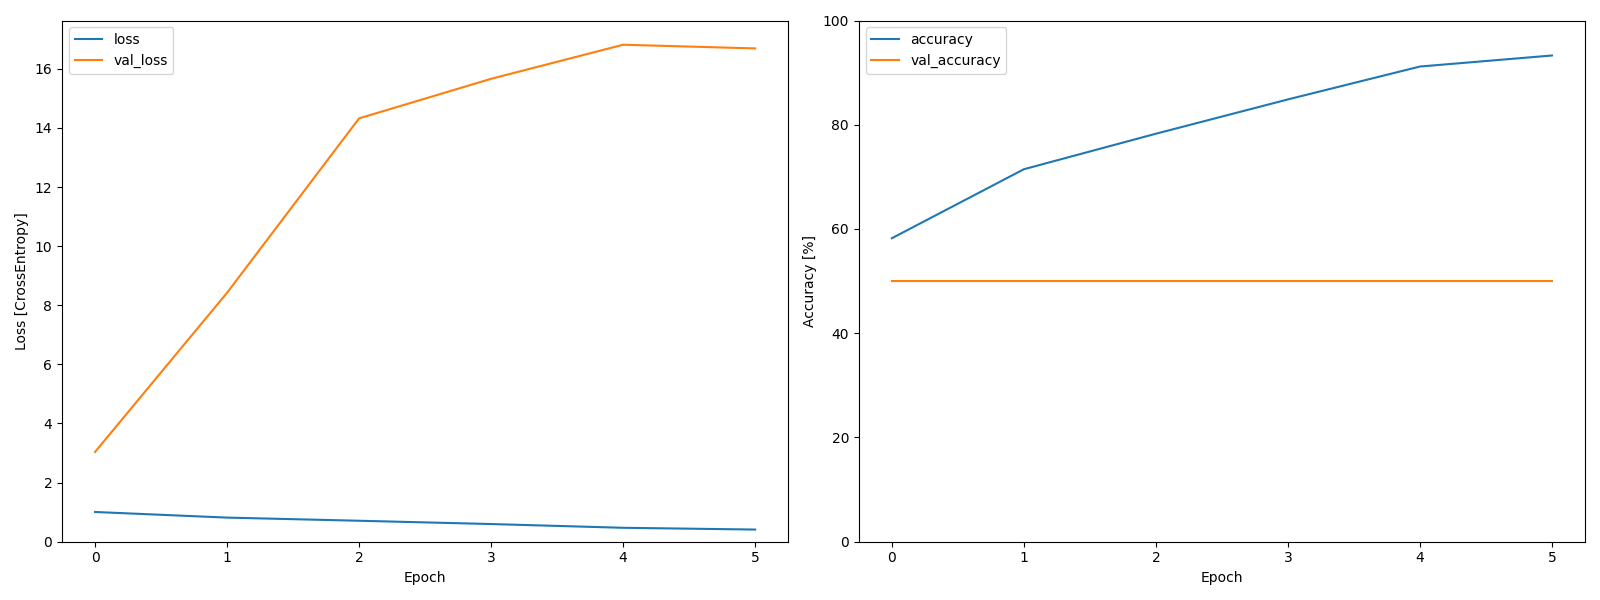 loss
val_loss
Loss [CrossEntropy]
16
14
12
10
8
6
4
2
0
0 1 2 3 4 5
Epoch
accuracy
val_accuracy
Accuracy [%]
100
80
60
40
20
0
0 1 2 3 4 5
Epoch